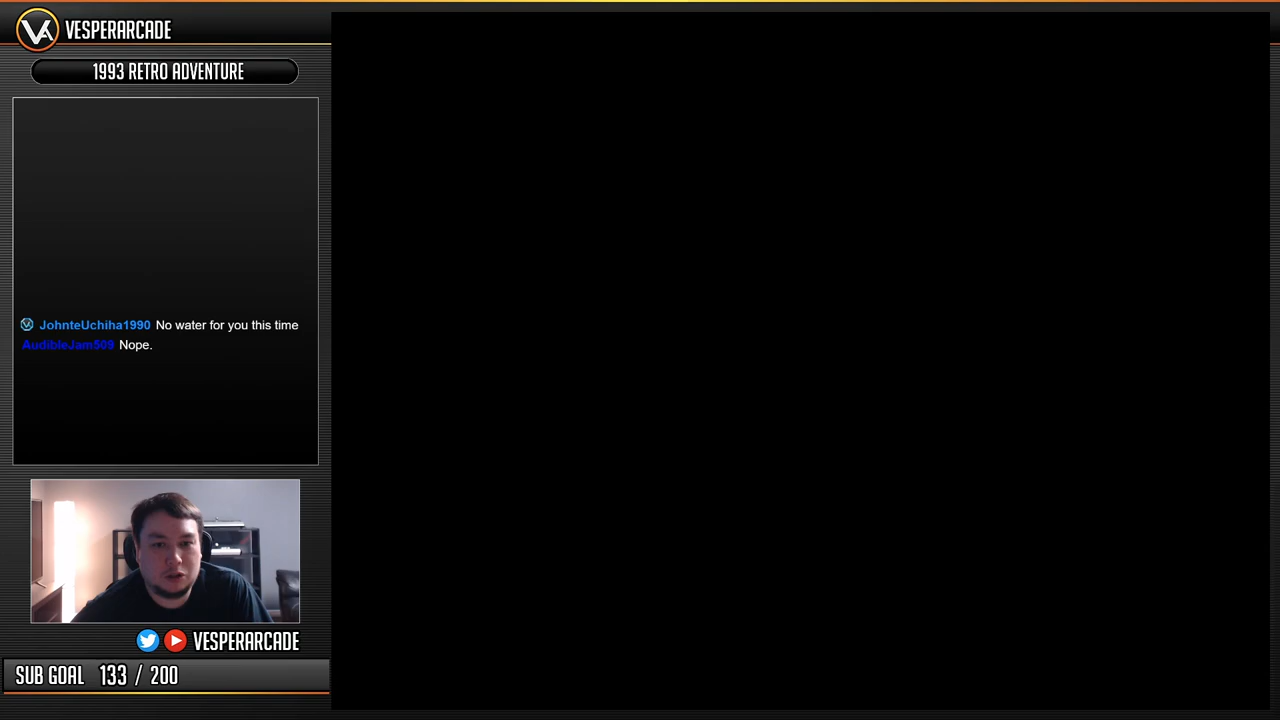 VESPERARCADE
1993 RETRO ADVENTURE
JohnteUchiha1990 No water for you this time
AudibleJam509 Nope.
VESPERARCADE
SUB GOAL 133 / 200